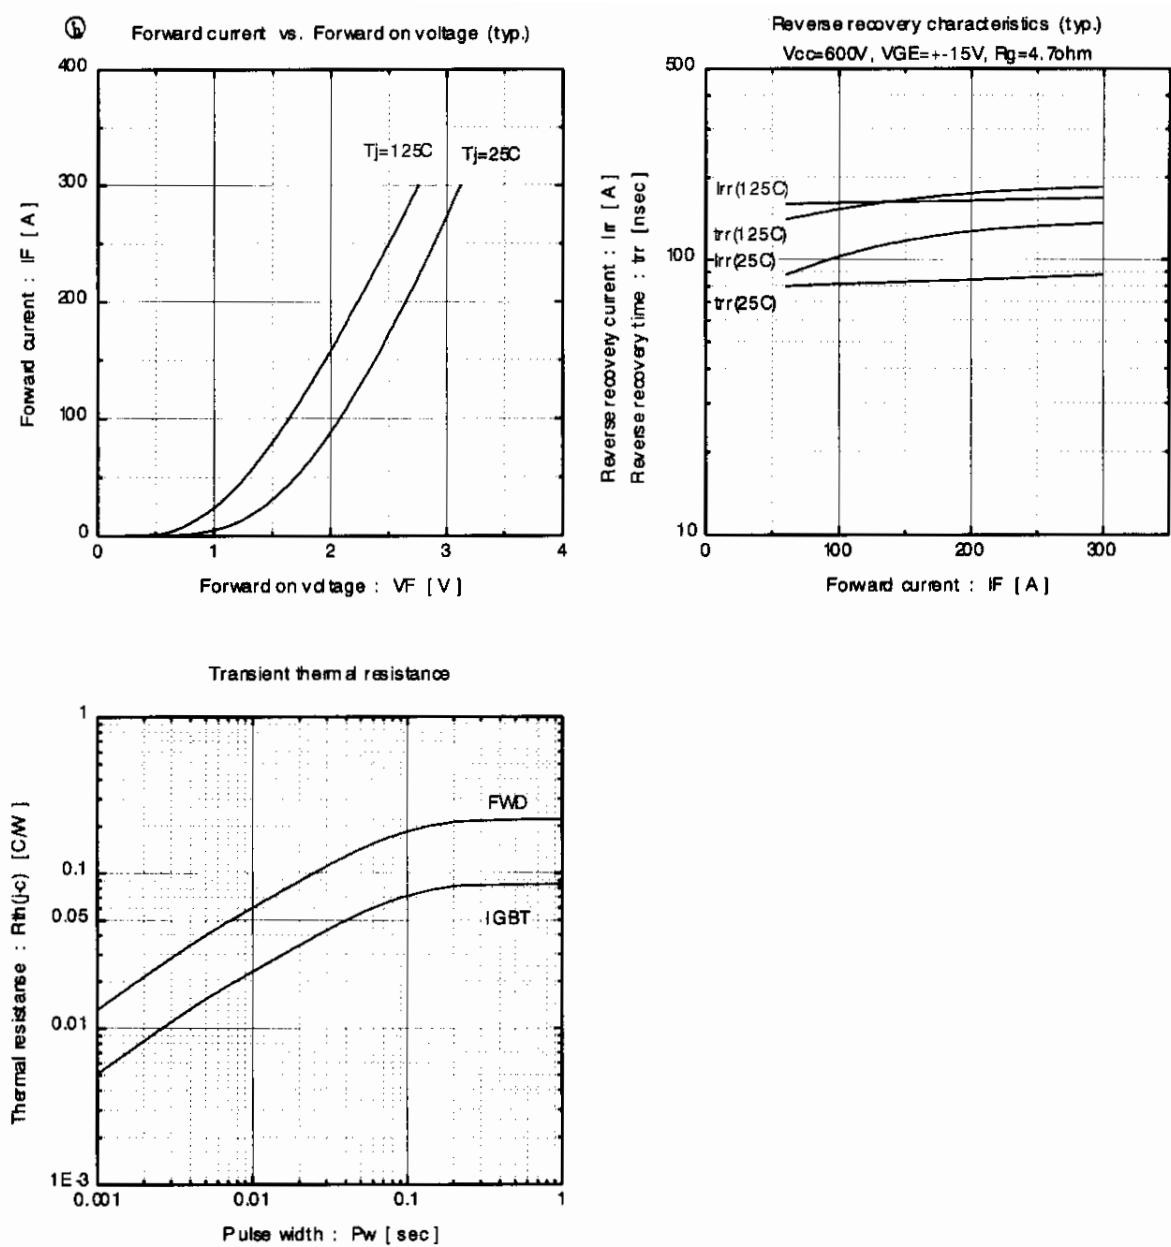 Forward current vs. Forward on voltage (typ.)
400
300
200
100
0
Tj=125C
Tj=25C
0
1
2
3
4
Forward current : IF [ A ]
Forward on voltage : VF [ V ]
Reverse recovery characteristics (typ.)
Vcc=600V, VGE=+-15V, Rg=4.7ohm
500
100
10
Irr(125C)
trr(125C)
Irr(25C)
trr(25C)
0
100
200
300
Reverse recovery current : Irr [ A ]
Reverse recovery time : trr [nsec]
Forward current : IF [ A ]
Transient thermal resistance
1
0.1
0.05
0.01
1E-3
FWD
IGBT
0.001
0.01
0.1
1
Thermal resistanse : Rth(j-c) [C/W]
Pulse width : Pw [ sec]